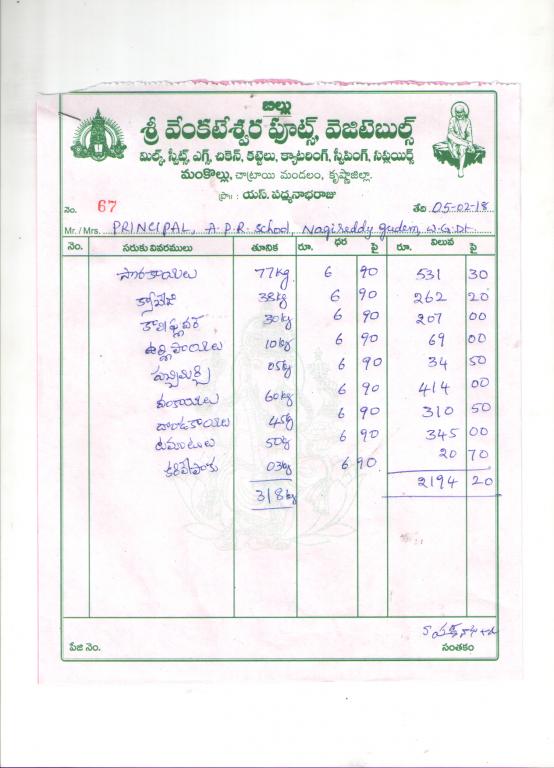 బిల్లు
శ్రీ వేంకటేశ్వర ఫూట్స్, వెజిటెబుల్స్
మిల్క్, స్వీట్స్, ఎగ్స్, చికెన్, కట్టెలు, క్యాటరింగ్, స్వీపింగ్, సప్లయర్స్
మంకొల్లు, చాట్రాయి మండలం, కృష్ణాజిల్లా.
ప్రొ: యస్. పద్మనాభరాజు
నెం. 67 తేది 05-02-18
Mr. / Mrs. PRINCIPAL, A.P.R. School, Nagireddy gudem, W.G.Dt.
నెం. సరుకు వివరములు తూనిక రూ. ధర పై రూ. విలువ పై
సొరకాయలు 77kg 6 90 531 30
క్యాబేజి 38kg 6 90 262 20
కాలిఫ్లవర్ 30kg 6 90 207 00
ఉల్లిపాయలు 10kg 6 90 69 00
పచ్చిమిర్చి 05kg 6 90 34 50
వంకాయలు 60kg 6 90 414 00
దొండకాయలు 45kg 6 90 310 50
టమాటలు 50kg 6 90 345 00
కరివేపాకు 03kg 6 90 20 70
318kg 2194 20
పేజి నెం. సంతకం